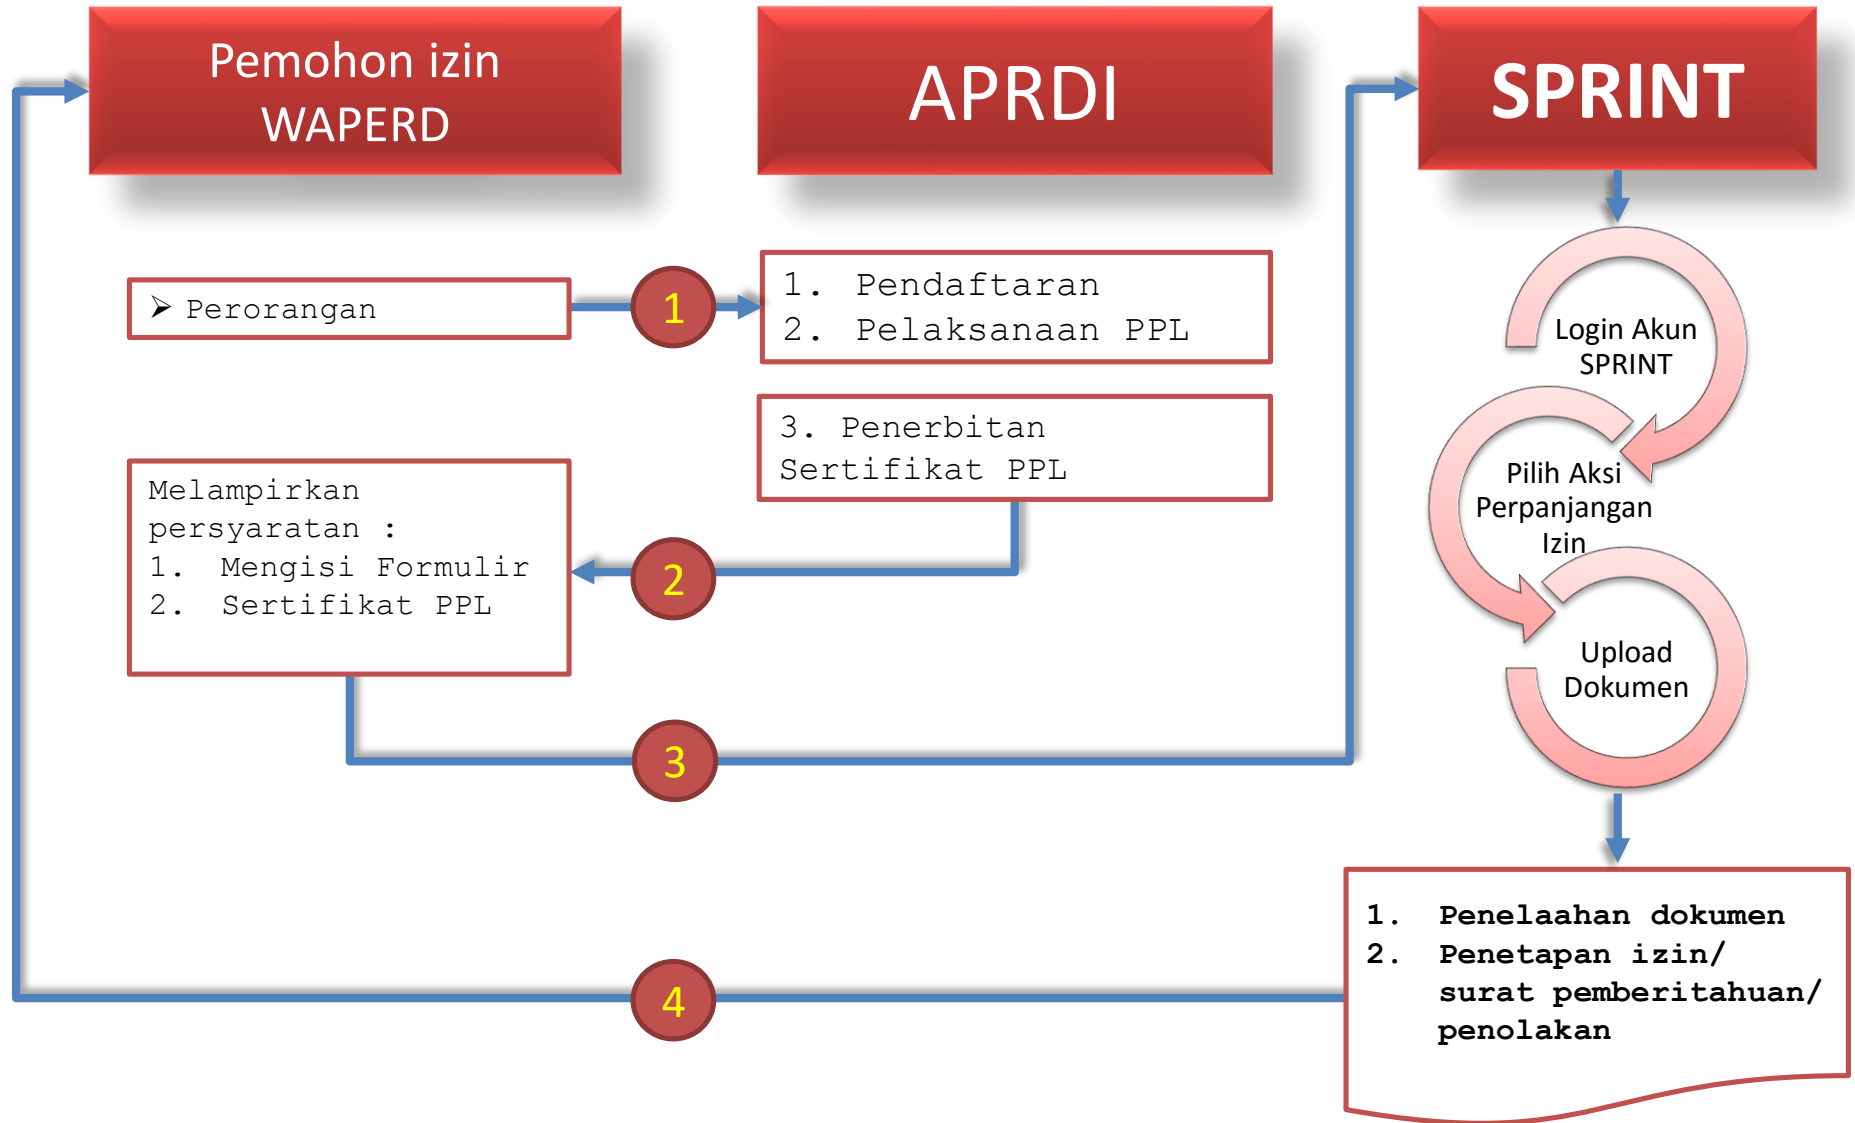 Pemohon izin
WAPERD
APRDI
SPRINT
➢ Perorangan
1
1. Pendaftaran
2. Pelaksanaan PPL
3. Penerbitan
Sertifikat PPL
Melampirkan
persyaratan :
1. Mengisi Formulir
2. Sertifikat PPL
2
3
4
Login Akun
SPRINT
Pilih Aksi
Perpanjangan
Izin
Upload
Dokumen
1. Penelaahan dokumen
2. Penetapan izin/
surat pemberitahuan/
penolakan